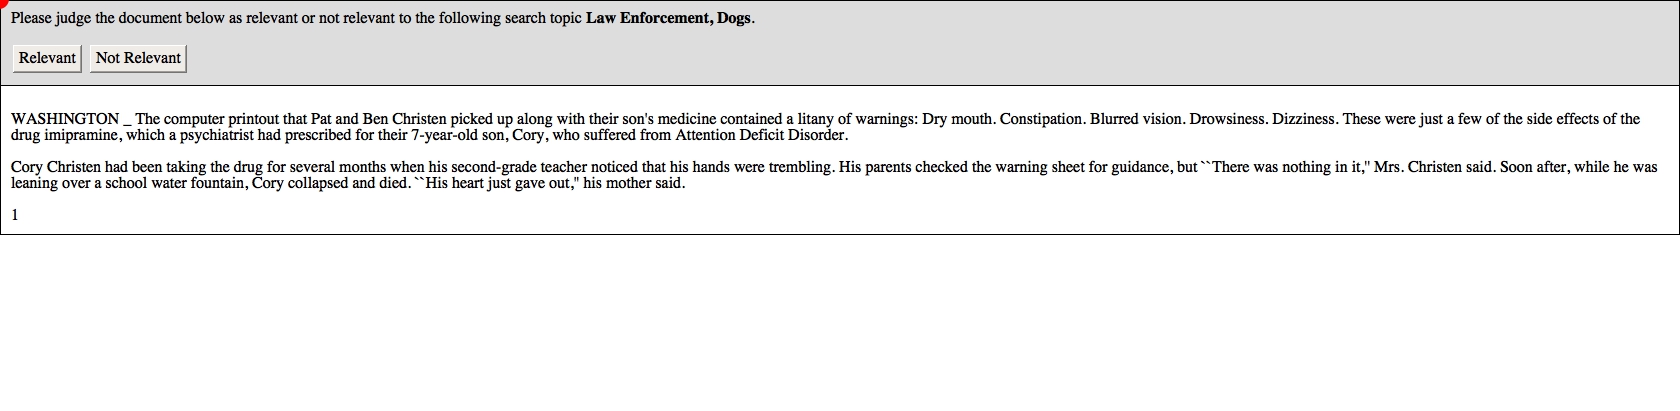 Please judge the document below as relevant or not relevant to the following search topic Law Enforcement, Dogs.
Relevant Not Relevant
WASHINGTON _ The computer printout that Pat and Ben Christen picked up along with their son's medicine contained a litany of warnings: Dry mouth. Constipation. Blurred vision. Drowsiness. Dizziness. These were just a few of the side effects of the
drug imipramine, which a psychiatrist had prescribed for their 7-year-old son, Cory, who suffered from Attention Deficit Disorder.
Cory Christen had been taking the drug for several months when his second-grade teacher noticed that his hands were trembling. His parents checked the warning sheet for guidance, but ``There was nothing in it,'' Mrs. Christen said. Soon after, while he was
leaning over a school water fountain, Cory collapsed and died. ``His heart just gave out,'' his mother said.
1